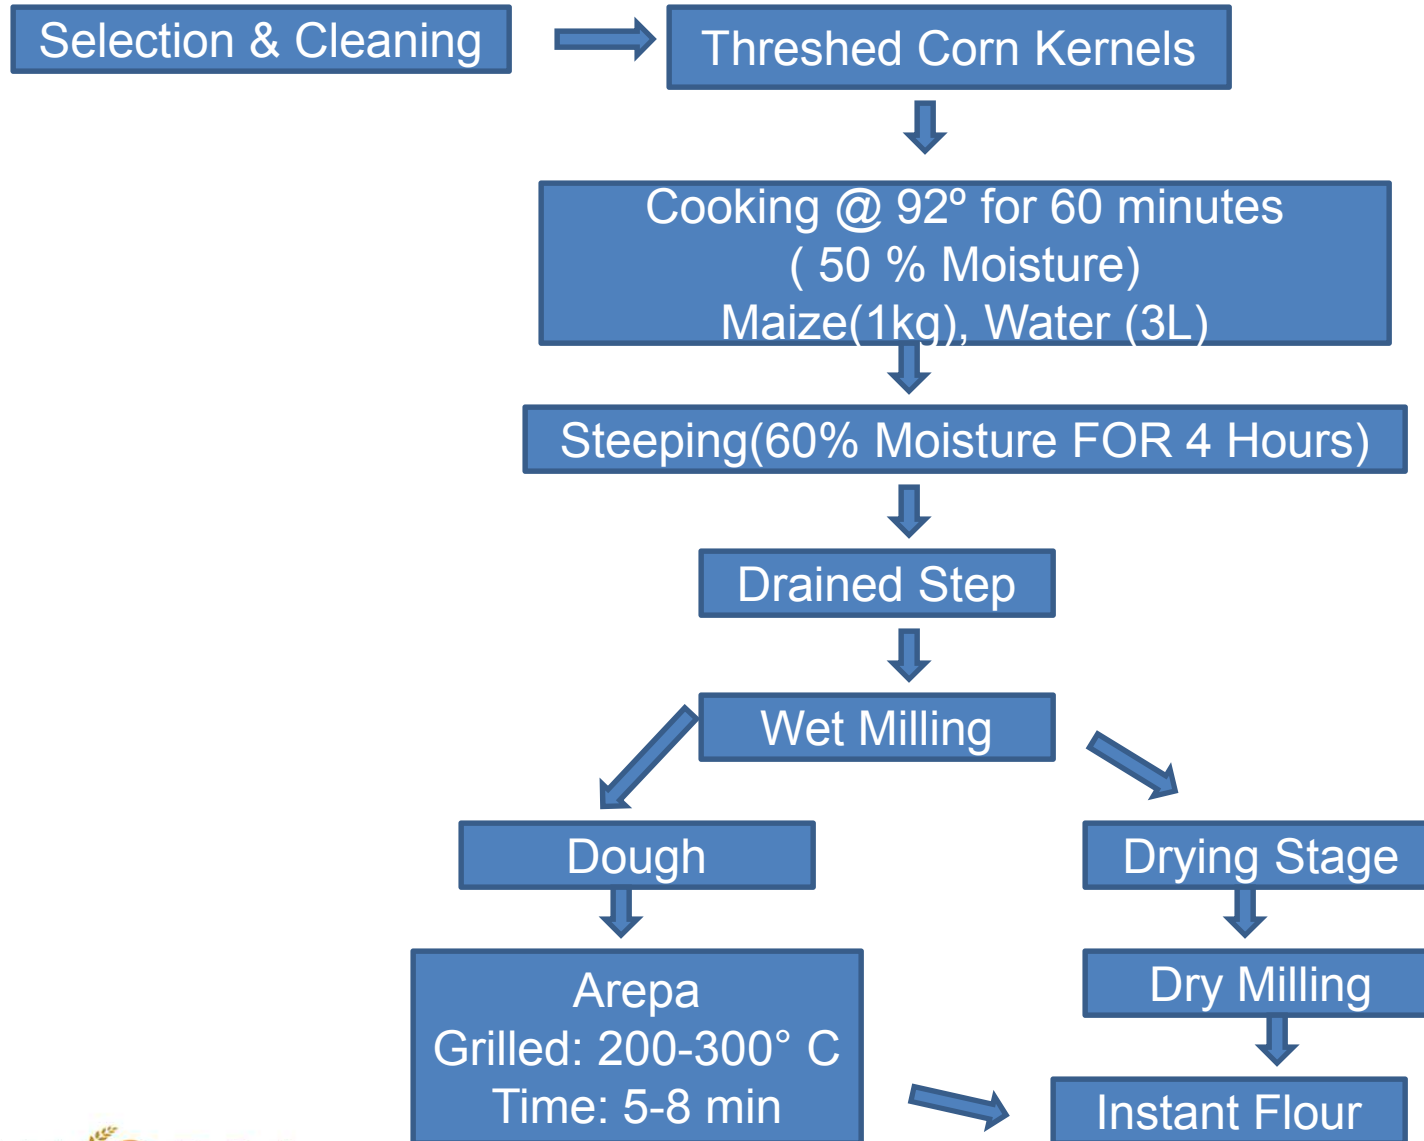 Selection & Cleaning
Threshed Corn Kernels
Cooking @ 92º for 60 minutes
( 50 % Moisture)
Maize(1kg), Water (3L)
Steeping(60% Moisture FOR 4 Hours)
Drained Step
Wet Milling
Dough
Drying Stage
Arepa
Grilled: 200-300° C
Time: 5-8 min
Dry Milling
Instant Flour